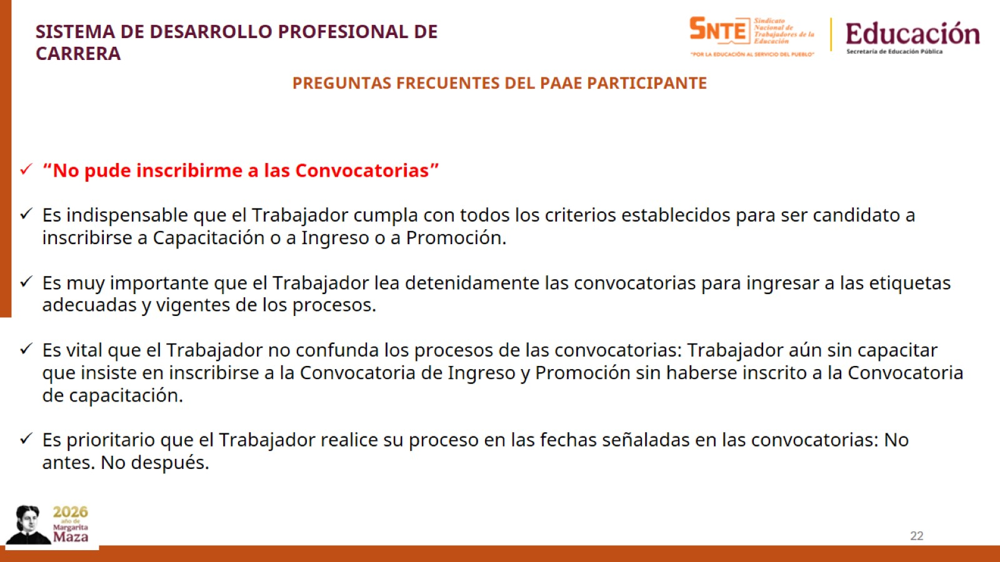 SISTEMA DE DESARROLLO PROFESIONAL DE
CARRERA
SNTE
Sindicato
Nacional de
Trabajadores de la
Educación
"POR LA EDUCACIÓN AL SERVICIO DEL PUEBLO"
Educación
Secretaría de Educación Pública
PREGUNTAS FRECUENTES DEL PAAE PARTICIPANTE
✓ “No pude inscribirme a las Convocatorias”
✓ Es indispensable que el Trabajador cumpla con todos los criterios establecidos para ser candidato a
inscribirse a Capacitación o a Ingreso o a Promoción.
✓ Es muy importante que el Trabajador lea detenidamente las convocatorias para ingresar a las etiquetas
adecuadas y vigentes de los procesos.
✓ Es vital que el Trabajador no confunda los procesos de las convocatorias: Trabajador aún sin capacitar
que insiste en inscribirse a la Convocatoria de Ingreso y Promoción sin haberse inscrito a la Convocatoria
de capacitación.
✓ Es prioritario que el Trabajador realice su proceso en las fechas señaladas en las convocatorias: No
antes. No después.
2026
año de
Margarita
Maza
22